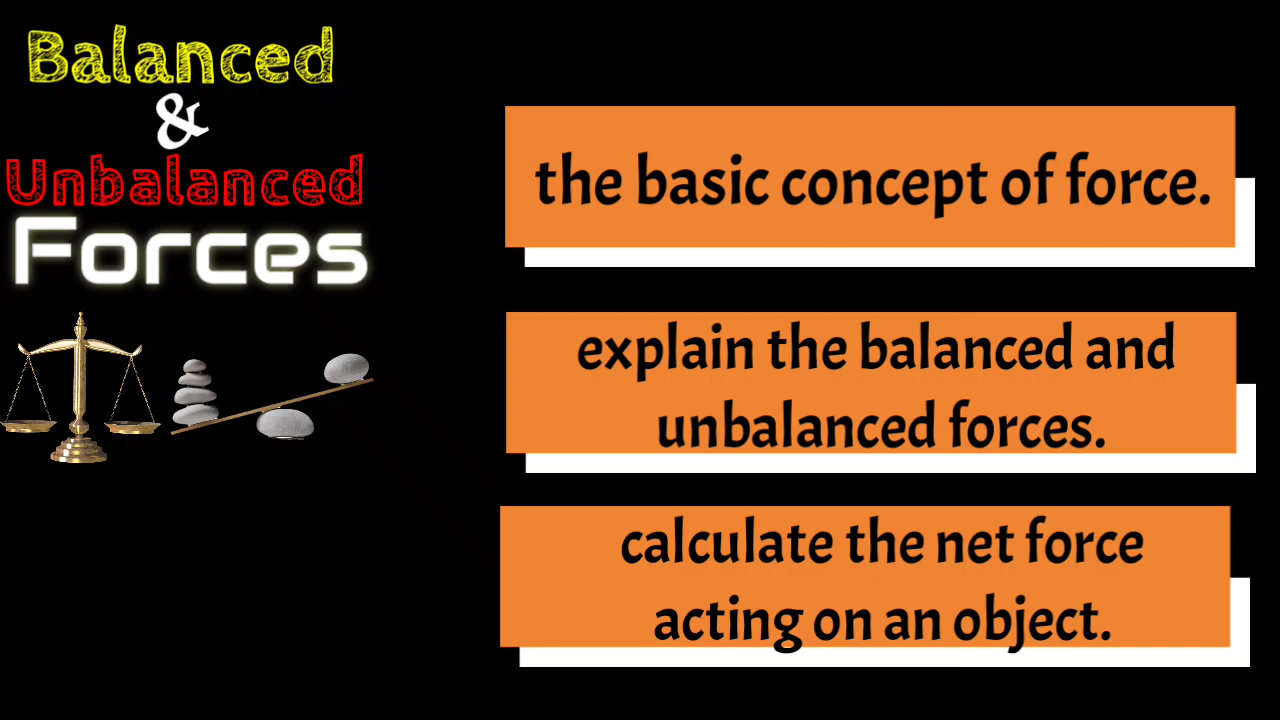 Balanced
&
Unbalanced
Forces
the basic concept of force.
explain the balanced and
unbalanced forces.
calculate the net force
acting on an object.